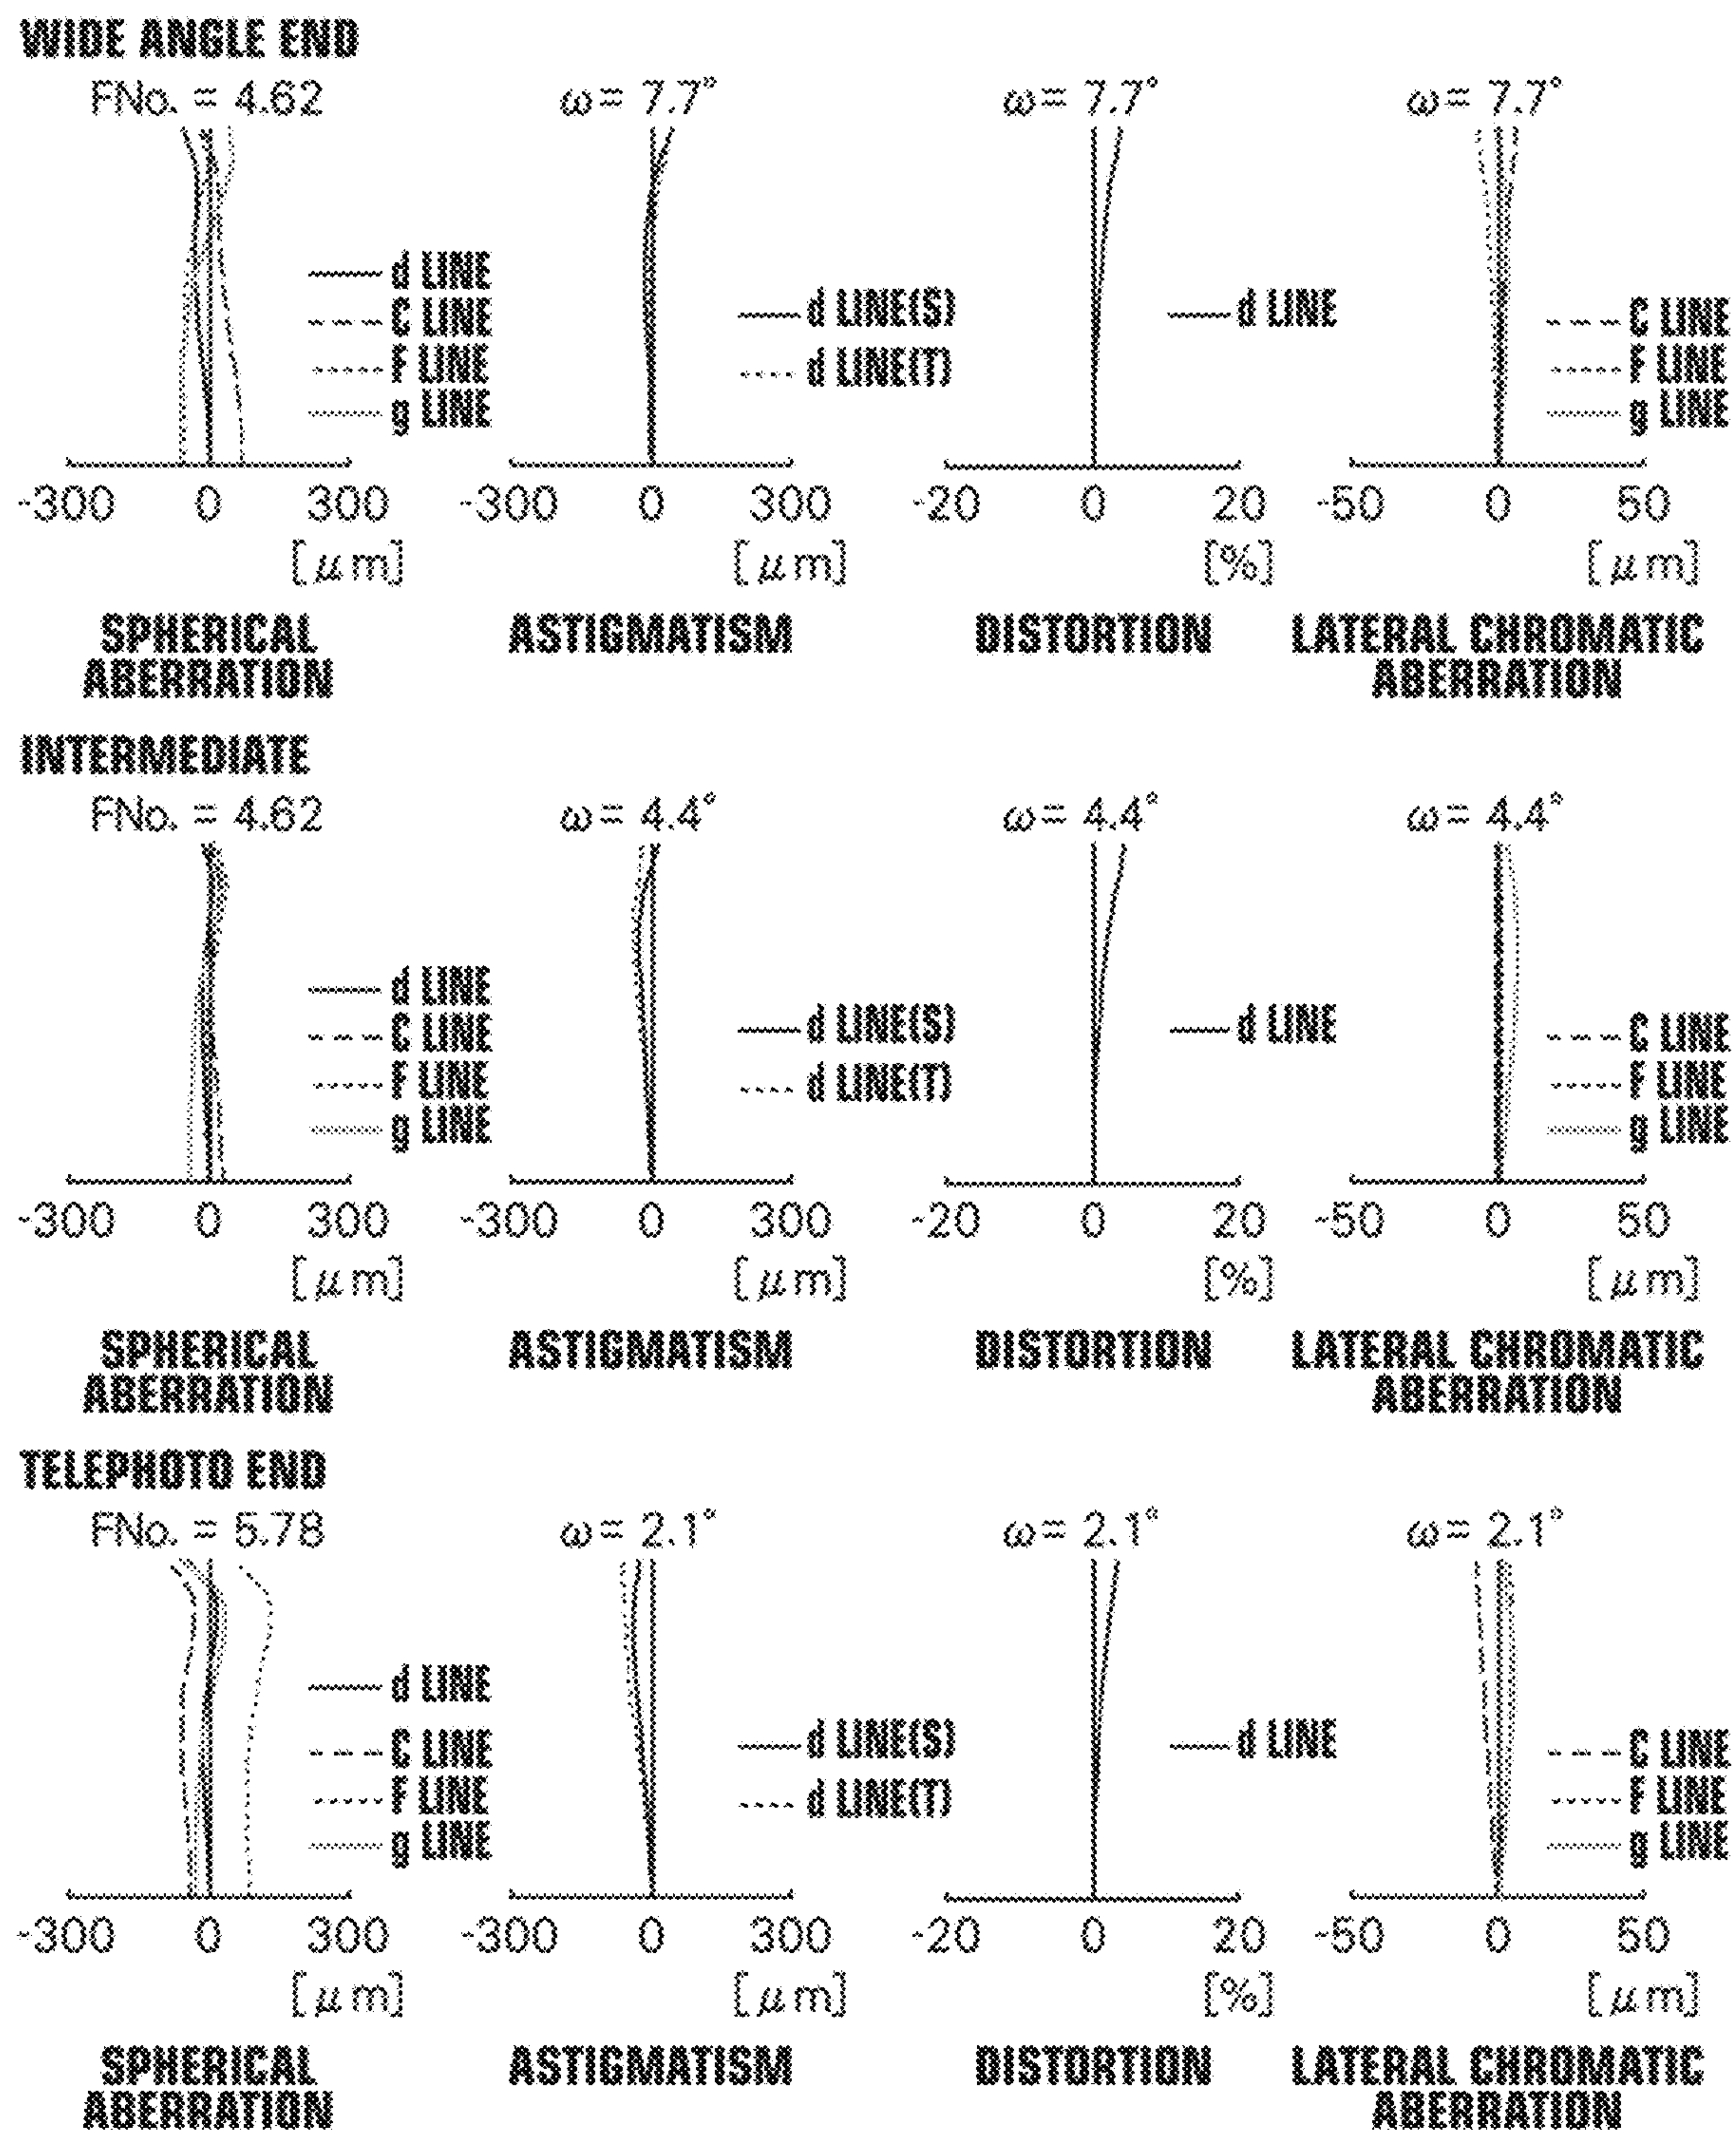 WIDE ANGLE END
FNo. = 4.62
ω = 7.7°
ω = 7.7°
ω = 7.7°
d LINE
C LINE
F LINE
g LINE
d LINE(S)
d LINE(T)
d LINE
C LINE
F LINE
g LINE
-300 0 300
-300 0 300
-20 0 20
-50 0 50
[μm]
[μm]
[%]
[μm]
SPHERICAL
ABERRATION
ASTIGMATISM
DISTORTION
LATERAL CHROMATIC
ABERRATION
INTERMEDIATE
FNo. = 4.62
ω = 4.4°
ω = 4.4°
ω = 4.4°
d LINE
C LINE
F LINE
g LINE
d LINE(S)
d LINE(T)
d LINE
C LINE
F LINE
g LINE
-300 0 300
-300 0 300
-20 0 20
-50 0 50
[μm]
[μm]
[%]
[μm]
SPHERICAL
ABERRATION
ASTIGMATISM
DISTORTION
LATERAL CHROMATIC
ABERRATION
TELEPHOTO END
FNo. = 5.78
ω = 2.1°
ω = 2.1°
ω = 2.1°
d LINE
C LINE
F LINE
g LINE
d LINE(S)
d LINE(T)
d LINE
C LINE
F LINE
g LINE
-300 0 300
-300 0 300
-20 0 20
-50 0 50
[μm]
[μm]
[%]
[μm]
SPHERICAL
ABERRATION
ASTIGMATISM
DISTORTION
LATERAL CHROMATIC
ABERRATION